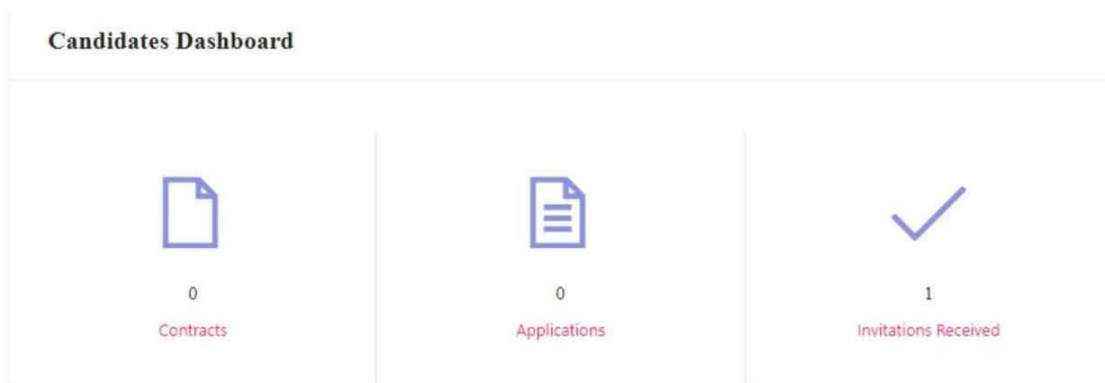 Candidates Dashboard
0
Contracts
0
Applications
1
Invitations Received